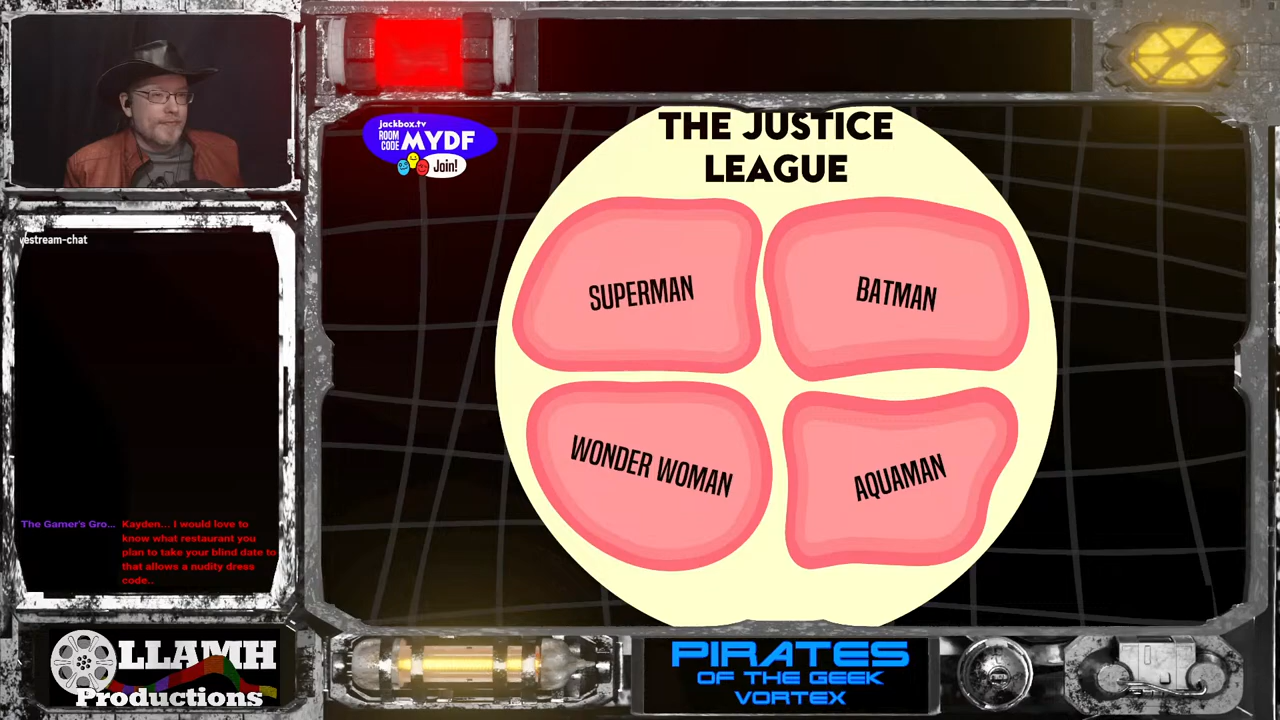 jackbox.tv
ROOM
CODE
MYDF
Join!
THE JUSTICE
LEAGUE
SUPERMAN
BATMAN
WONDER WOMAN
AQUAMAN
estream-chat
The Gamer's Gro... Kayden... I would love to
know what restaurant you
plan to take your blind date to
that allows a nudity dress
code..
OLLAMH
Productions
PIRATES
OF THE GEEK
VORTEX